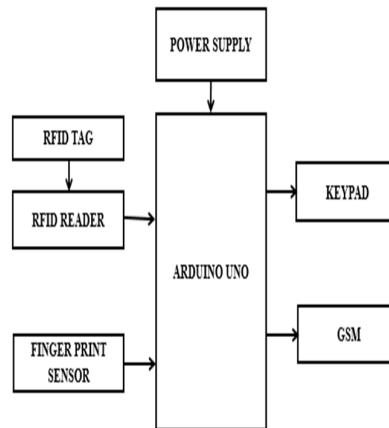 POWER SUPPLY
RFID TAG
RFID READER
KEYPAD
ARDUINO UNO
GSM
FINGER PRINT
SENSOR